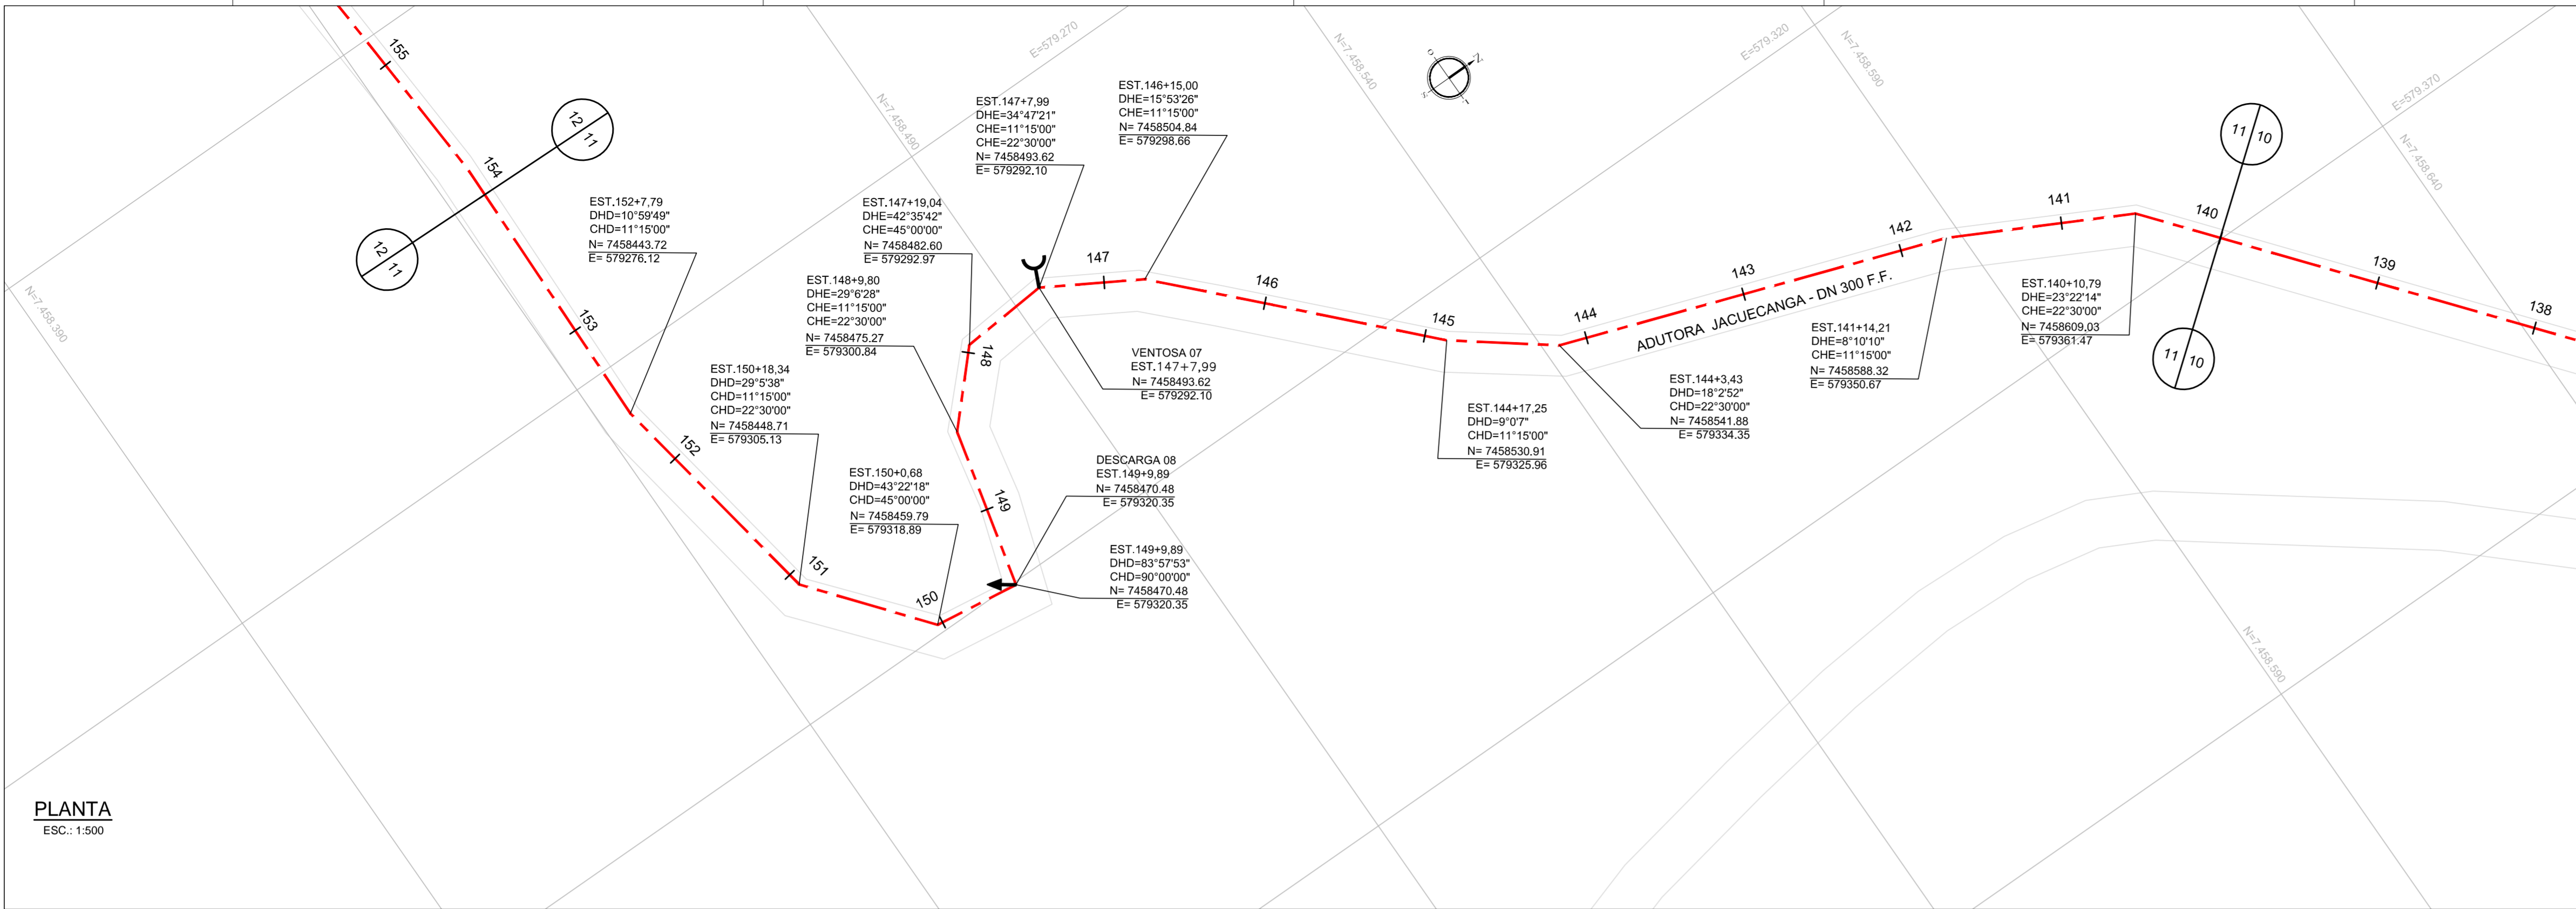 155
154
153
152
151
150
149
148
147
146
145
144
143
142
141
140
139
138
12
11
12
11
11
10
11
10
E=579.270
E=579.320
E=579.370
N=7.458.390
N=7.458.490
N=7.458.540
N=7.458.590
N=7.458.640
N=7.458.590
EST.152+7,79
DHD=10°59'49"
CHD=11°15'00"
N= 7458443.72
E= 579276.12
EST.150+18,34
DHD=29°5'38"
CHD=11°15'00"
CHD=22°30'00"
N= 7458448.71
E= 579305.13
EST.148+9,80
DHE=29°6'28"
CHE=11°15'00"
CHE=22°30'00"
N= 7458475.27
E= 579300.84
EST.147+19,04
DHE=42°35'42"
CHE=45°00'00"
N= 7458482.60
E= 579292.97
EST.147+7,99
DHE=34°47'21"
CHE=11°15'00"
CHE=22°30'00"
N= 7458493.62
E= 579292.10
EST.146+15,00
DHE=15°53'26"
CHE=11°15'00"
N= 7458504.84
E= 579298.66
EST.150+0,68
DHD=43°22'18"
CHD=45°00'00"
N= 7458459.79
E= 579318.89
VENTOSA 07
EST.147+7,99
N= 7458493.62
E= 579292.10
DESCARGA 08
EST.149+9,89
N= 7458470.48
E= 579320.35
EST.149+9,89
DHD=83°57'53"
CHD=90°00'00"
N= 7458470.48
E= 579320.35
EST.144+17,25
DHD=9°0'7"
CHD=11°15'00"
N= 7458530.91
E= 579325.96
ADUTORA JACUECANGA - DN 300 F.F.
EST.144+3,43
DHD=18°2'52"
CHD=22°30'00"
N= 7458541.88
E= 579334.35
EST.141+14,21
DHE=8°10'10"
CHE=11°15'00"
N= 7458588.32
E= 579350.67
EST.140+10,79
DHE=23°22'14"
CHE=22°30'00"
N= 7458609.03
E= 579361.47
PLANTA
ESC.: 1:500